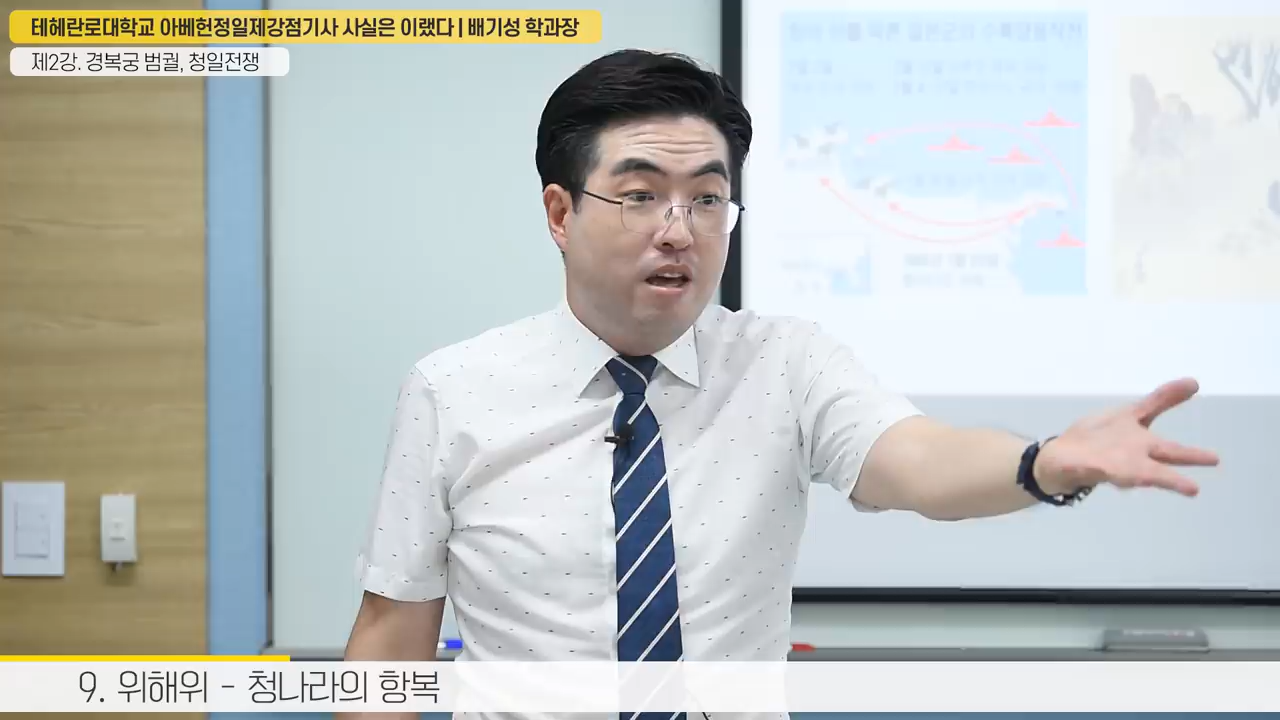 테헤란로대학교 아베헌정일제강점기사 사실은 이랬다 | 배기성 학과장
제2강. 경복궁 범궐, 청일전쟁
9. 위해위 - 청나라의 항복